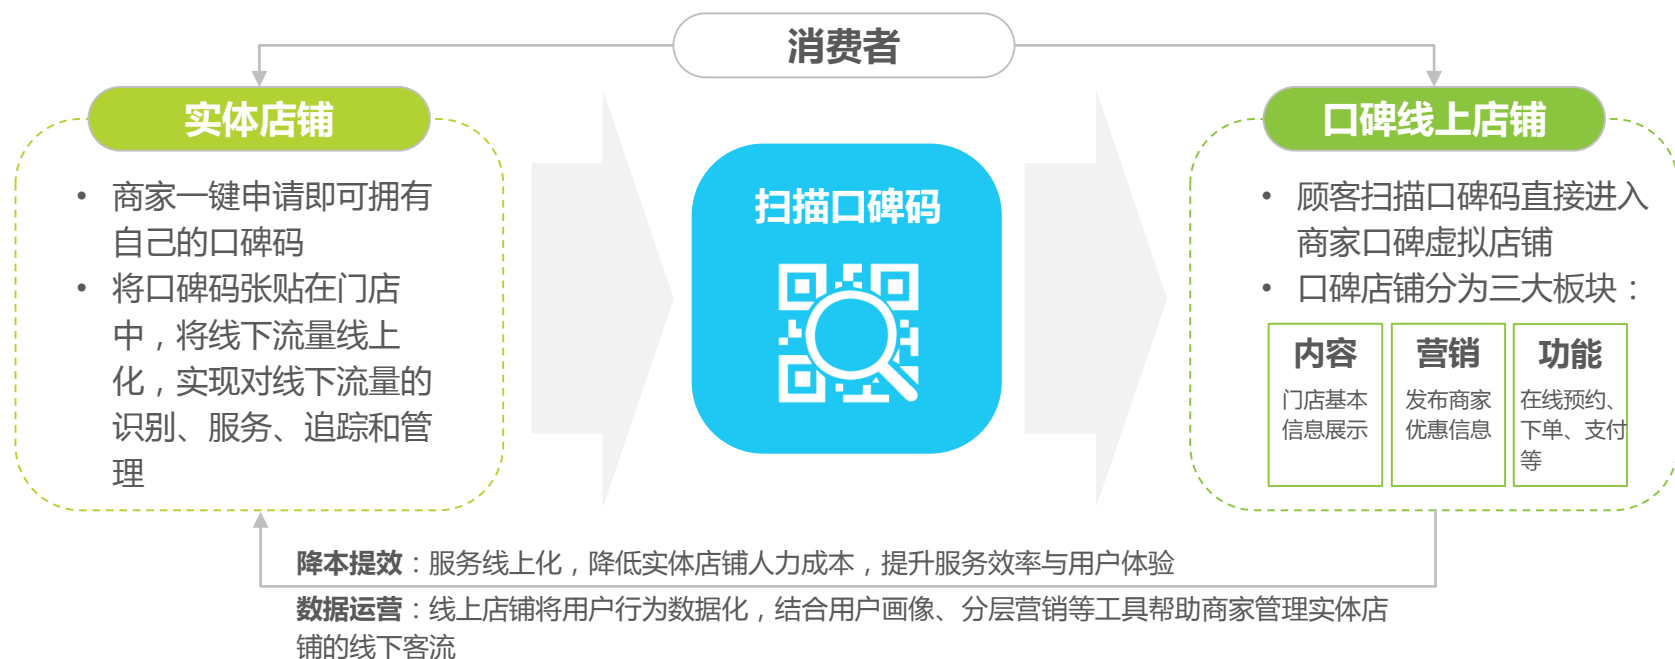 消费者
实体店铺
• 商家一键申请即可拥有
自己的口碑码
• 将口碑码张贴在门店
中，将线下流量线上
化，实现对线下流量的
识别、服务、追踪和管
理
扫描口碑码
口碑线上店铺
• 顾客扫描口碑码直接进入
商家口碑虚拟店铺
• 口碑店铺分为三大板块：
内容
门店基本
信息展示
营销
发布商家
优惠信息
功能
在线预约、
下单、支付
等
降本提效：服务线上化，降低实体店铺人力成本，提升服务效率与用户体验
数据运营：线上店铺将用户行为数据化，结合用户画像、分层营销等工具帮助商家管理实体店
铺的线下客流